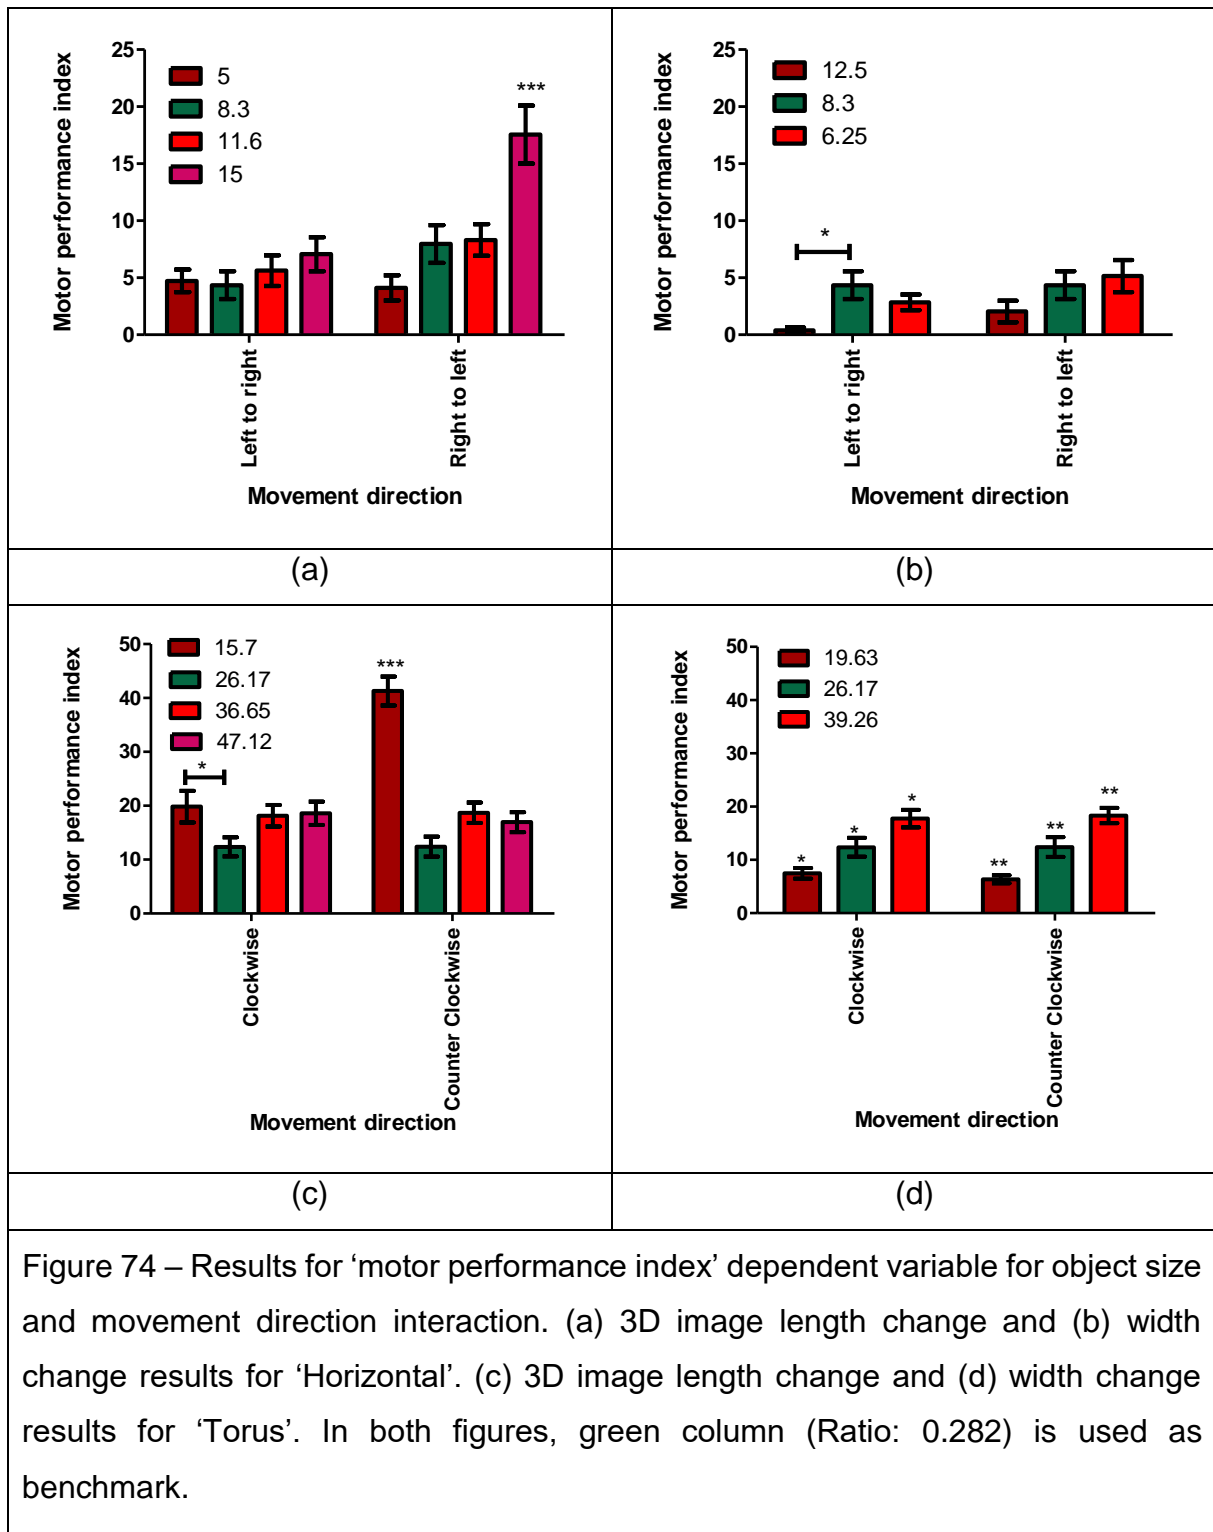 Motor performance index
25
20
15
10
5
0
5
8.3
11.6
15
***
Left to right
Right to left
Movement direction
(a)
Motor performance index
25
20
15
10
5
0
12.5
8.3
6.25
*
Left to right
Right to left
Movement direction
(b)
Motor performance index
50
40
30
20
10
0
15.7
26.17
36.65
47.12
*
***
Clockwise
Counter Clockwise
Movement direction
(c)
Motor performance index
50
40
30
20
10
0
19.63
26.17
39.26
*
*
*
**
**
**
Clockwise
Counter Clockwise
Movement direction
(d)
Figure 74 – Results for ‘motor performance index’ dependent variable for object size
and movement direction interaction. (a) 3D image length change and (b) width
change results for ‘Horizontal’. (c) 3D image length change and (d) width change
results for ‘Torus’. In both figures, green column (Ratio: 0.282) is used as
benchmark.